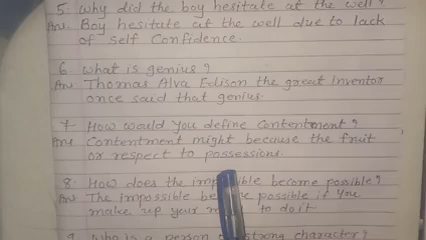 5. Why did the boy hesitate at the well?
Ans. Boy hesitate at the well due to lack
of self Confidence.
6. What is genius?
Ans Thomas Alva Edison the great inventor
once said that genius.
7. How would you define Contentment?
Ans Contentment might because the fruit
or respect to possessions.
8. How does the impossible become possible?
Ans The impossible possible if you
make up your to do it
9. Who is a person strong character?